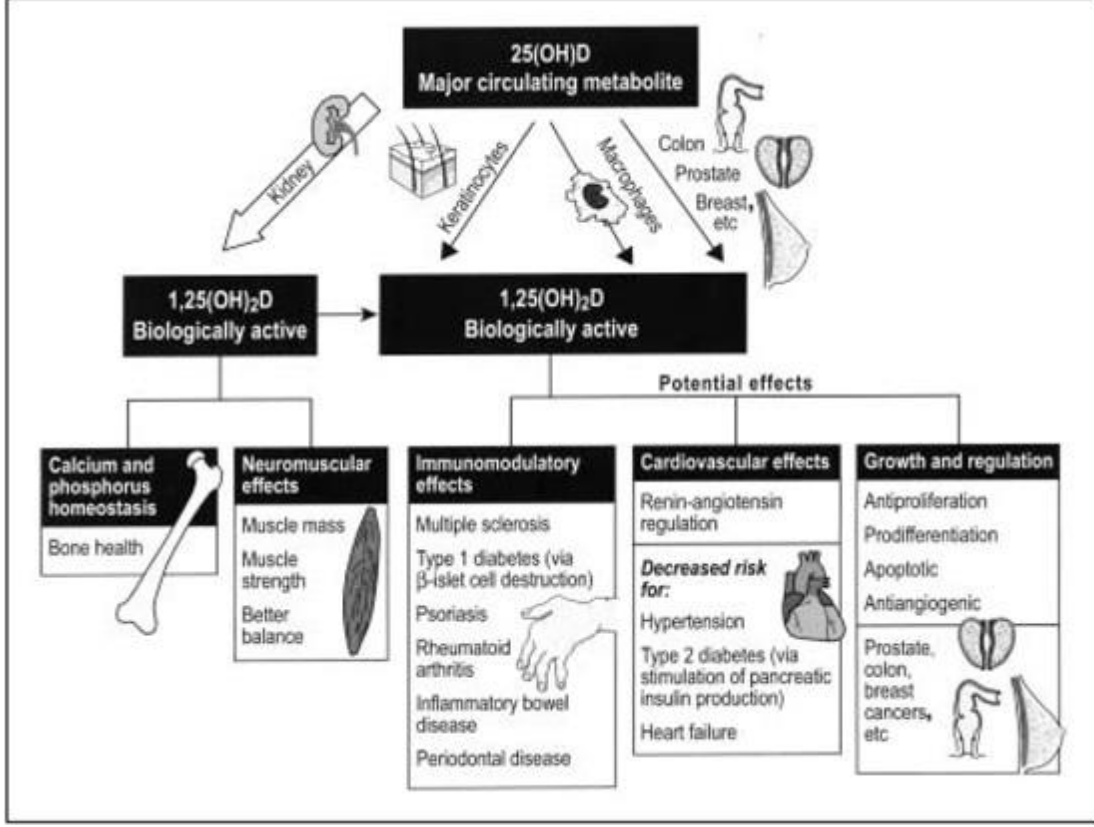 25(OH)D
Major circulating metabolite
Kidney
Keratinocytes
Macrophages
Colon
Prostate
Breast,
etc
1,25(OH)₂D
Biologically active
1,25(OH)₂D
Biologically active
Potential effects
Calcium and
phosphorus
homeostasis
Bone health
Neuromuscular
effects
Muscle mass
Muscle
strength
Better
balance
Immunomodulatory
effects
Multiple sclerosis
Type 1 diabetes (via
β-islet cell destruction)
Psoriasis
Rheumatoid
arthritis
Inflammatory bowel
disease
Periodontal disease
Cardiovascular effects
Renin-angiotensin
regulation
Decreased risk
for:
Hypertension
Type 2 diabetes (via
stimulation of pancreatic
insulin production)
Heart failure
Growth and regulation
Antiproliferation
Prodifferentiation
Apoptotic
Antiangiogenic
Prostate,
colon,
breast
cancers,
etc